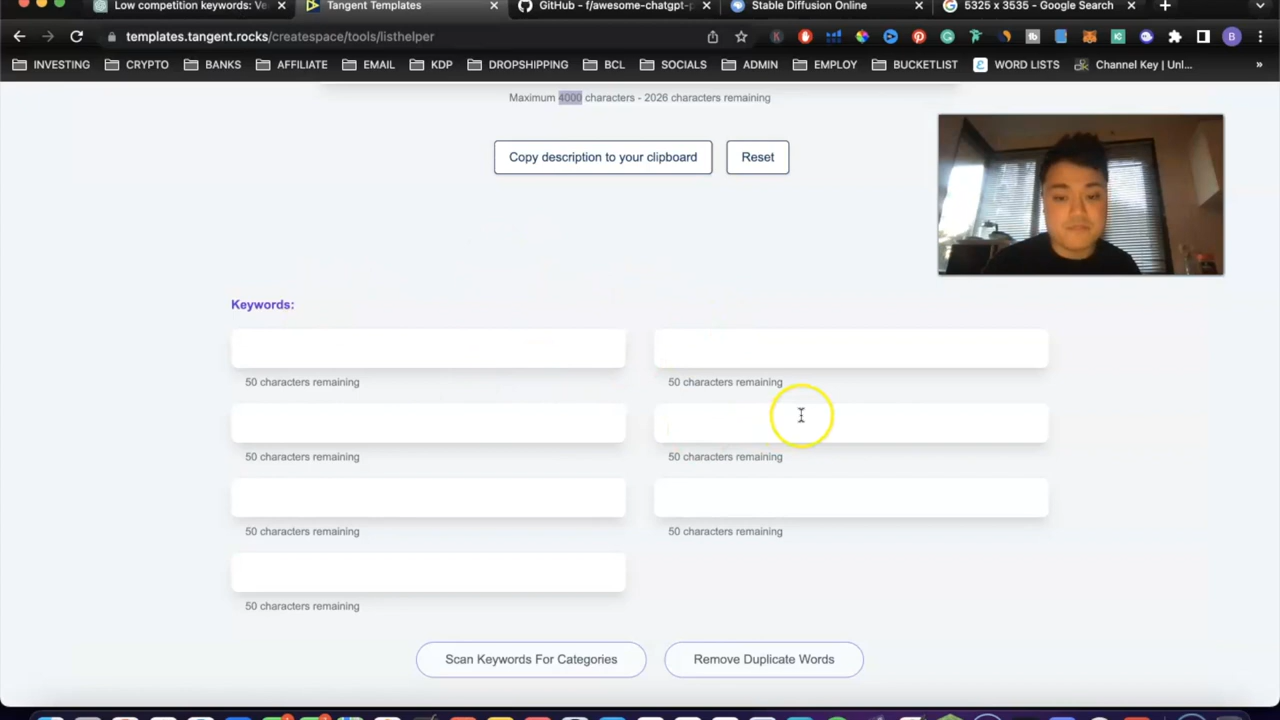 Low competition keywords: Ve
Tangent Templates
GitHub - f/awesome-chatgpt-p
Stable Diffusion Online
5325 x 3535 - Google Search
templates.tangent.rocks/createspace/tools/listhelper
INVESTING
CRYPTO
BANKS
AFFILIATE
EMAIL
KDP
DROPSHIPPING
BCL
SOCIALS
ADMIN
EMPLOY
BUCKETLIST
WORD LISTS
Channel Key | Unl...
Maximum 4000 characters - 2026 characters remaining
Copy description to your clipboard
Reset
Keywords:
50 characters remaining
50 characters remaining
50 characters remaining
50 characters remaining
50 characters remaining
50 characters remaining
50 characters remaining
Scan Keywords For Categories
Remove Duplicate Words